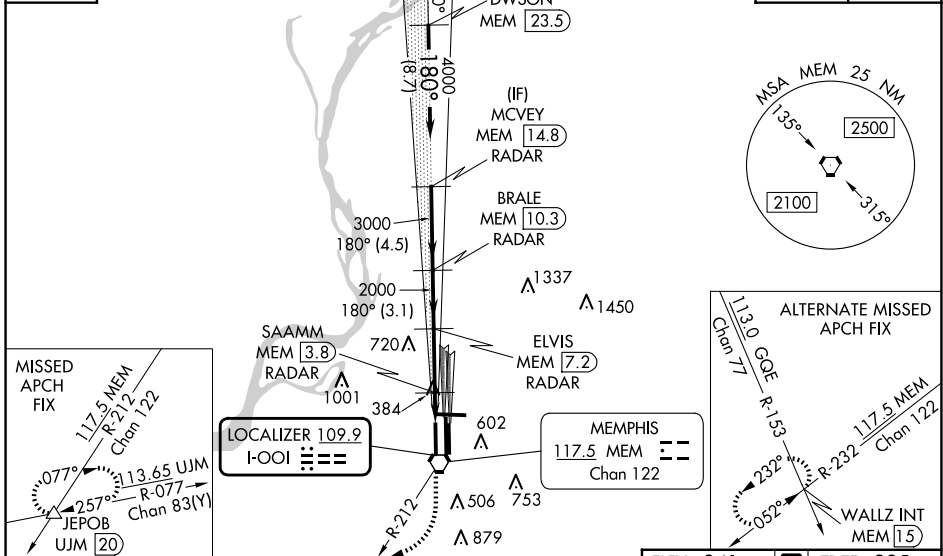 MEM 23.5
4000
180°
(8.7)
(IF)
MCVEY
MEM 14.8
RADAR
MSA MEM 25 NM
135°
2500
2100
315°
BRALE
MEM 10.3
RADAR
3000
180° (4.5)
2000
180° (3.1)
1337
1450
SAAMM
MEM 3.8
RADAR
720
ELVIS
MEM 7.2
RADAR
1001
384
602
LOCALIZER 109.9
I-OOI
MEMPHIS
117.5 MEM
Chan 122
R-212
506
753
879
MISSED
APCH
FIX
117.5 MEM
R-212
Chan 122
077°
113.65 UJM
257°
R-077
Chan 83(Y)
JEPOB
UJM 20
ALTERNATE MISSED
APCH FIX
113.0 GQE
Chan 77
R-153
117.5 MEM
R-232
Chan 122
232°
052°
WALLZ INT
MEM 15